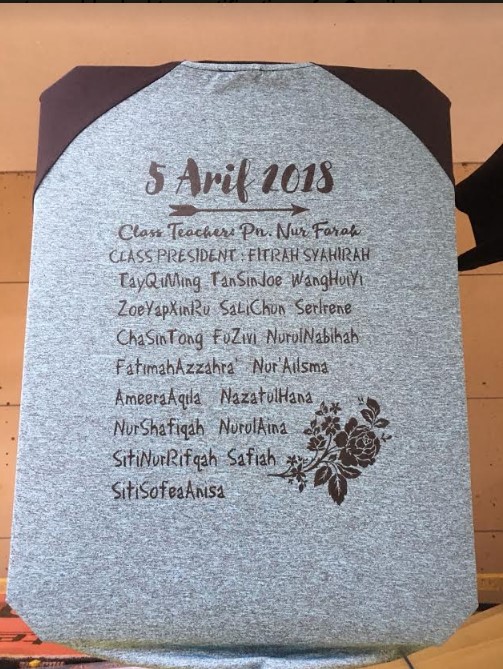 5 Arif 2018
Class Teacher: Pn. Nur Farah
CLASS PRESIDENT : FITRAH SYAHIRAH
TayQiMing TanSinJoe WangHuiYi
ZoeYapXinRu SaLiChun SerIrene
ChaSinTong FuZivi NurulNabihah
FatimahAzzahra' Nur'Ailsma
AmeeraAqila NazatulHana
NurShafiqah NurulAina
SitiNurRifqah Safiah
SitiSofeaAnisa